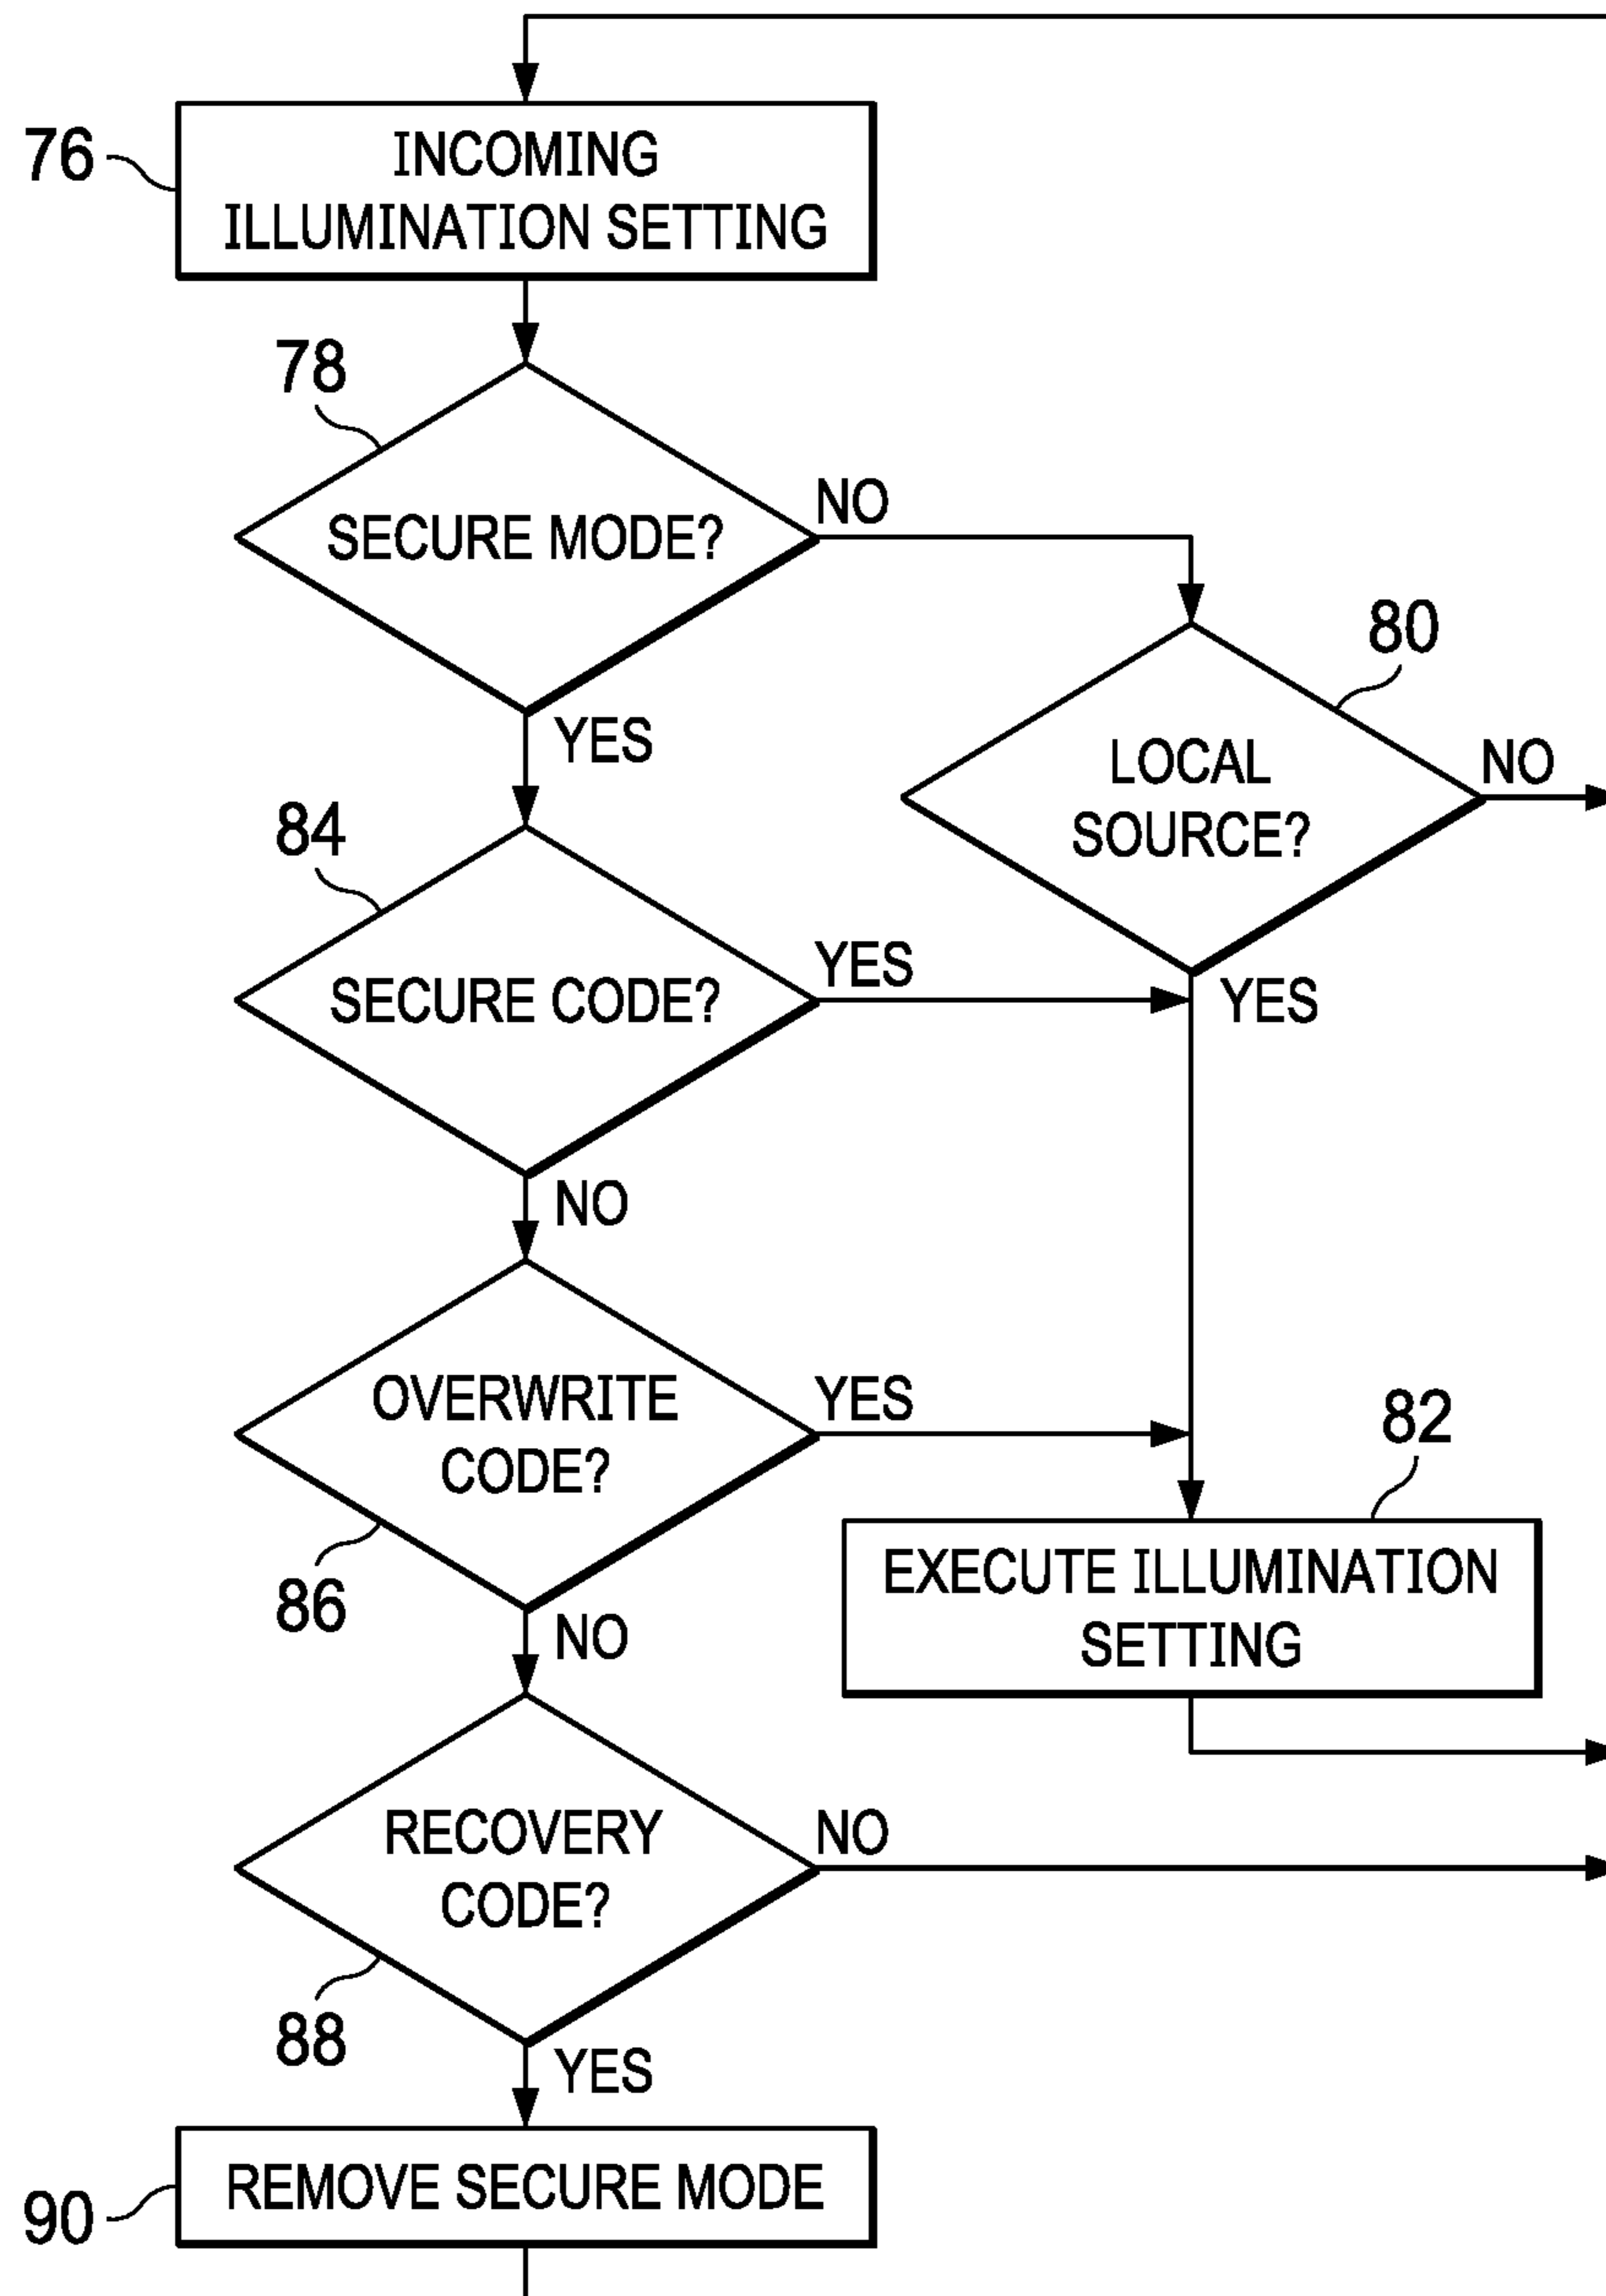 76
INCOMING
ILLUMINATION SETTING
78
SECURE MODE?
NO
YES
80
LOCAL
SOURCE?
NO
YES
84
SECURE CODE?
YES
NO
OVERWRITE
CODE?
YES
86
NO
82
EXECUTE ILLUMINATION
SETTING
RECOVERY
CODE?
NO
88
YES
90
REMOVE SECURE MODE